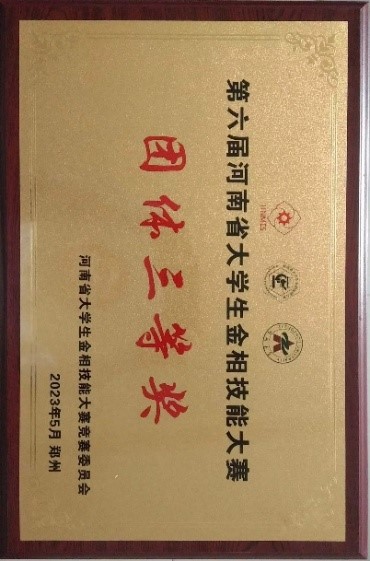 第六届河南省大学生金相技能大赛
团体三等奖
河南省大学生金相技能大赛竞赛委员会
2023年5月 郑州